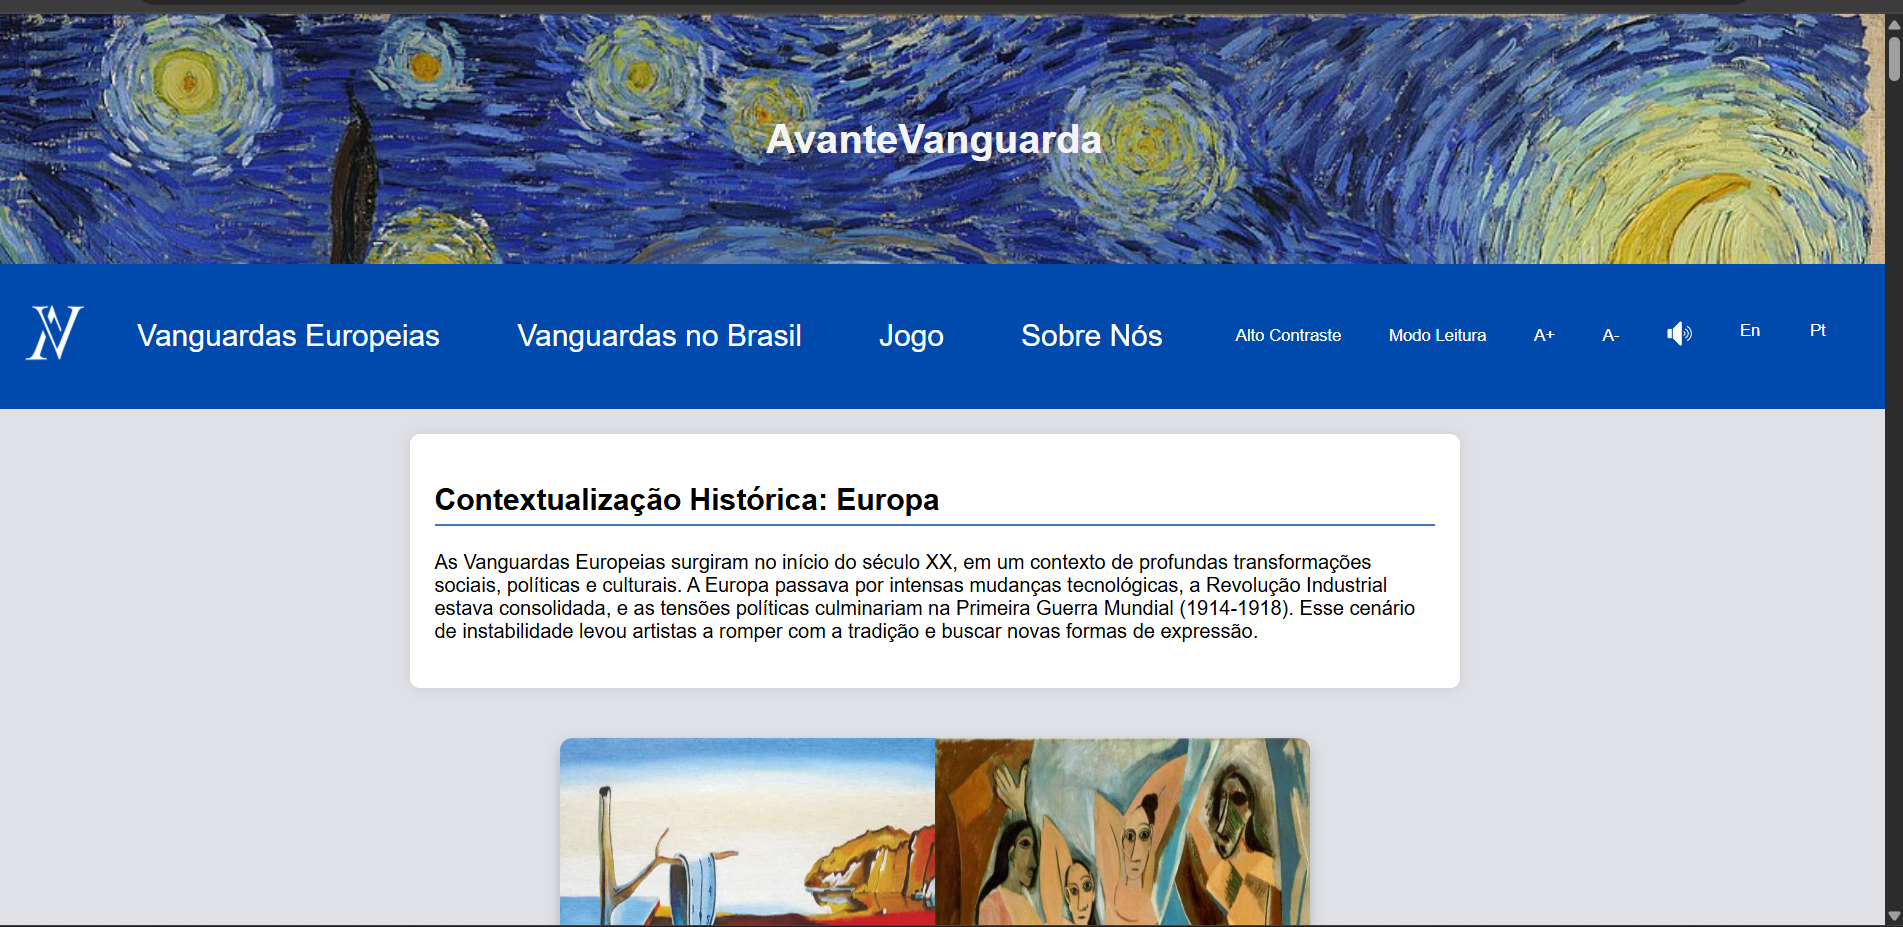 AvanteVanguarda
Vanguardas Europeias
Vanguardas no Brasil
Jogo
Sobre Nós
Alto Contraste
Modo Leitura
A+
A-
En
Pt
Contextualização Histórica: Europa
As Vanguardas Europeias surgiram no início do século XX, em um contexto de profundas transformações
sociais, políticas e culturais. A Europa passava por intensas mudanças tecnológicas, a Revolução Industrial
estava consolidada, e as tensões políticas culminariam na Primeira Guerra Mundial (1914-1918). Esse cenário
de instabilidade levou artistas a romper com a tradição e buscar novas formas de expressão.